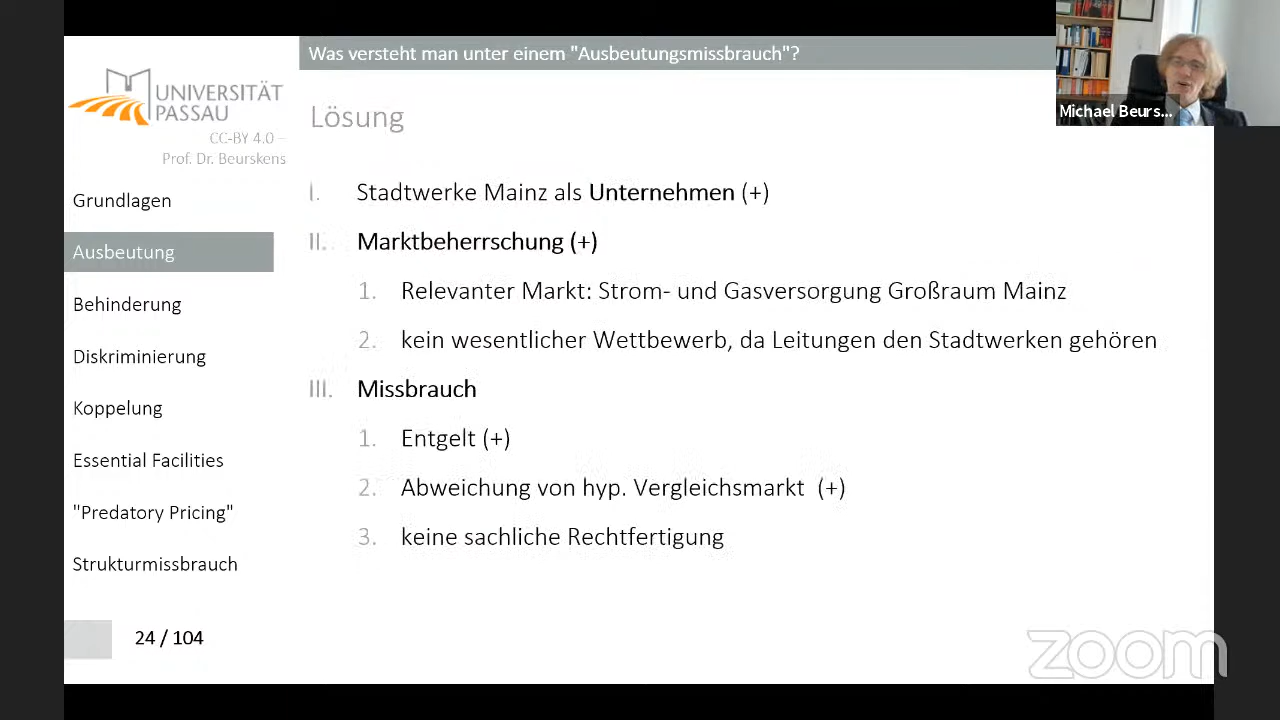 Was versteht man unter einem "Ausbeutungsmissbrauch"?
UNIVERSITÄT
PASSAU
CC-BY 4.0 –
Prof. Dr. Beurskens
Grundlagen
Ausbeutung
Behinderung
Diskriminierung
Koppelung
Essential Facilities
"Predatory Pricing"
Strukturmissbrauch
24 / 104
Lösung
I. Stadtwerke Mainz als Unternehmen (+)
II. Marktbeherrschung (+)
1. Relevanter Markt: Strom- und Gasversorgung Großraum Mainz
2. kein wesentlicher Wettbewerb, da Leitungen den Stadtwerken gehören
III. Missbrauch
1. Entgelt (+)
2. Abweichung von hyp. Vergleichsmarkt (+)
3. keine sachliche Rechtfertigung
Michael Beurs...
zoom